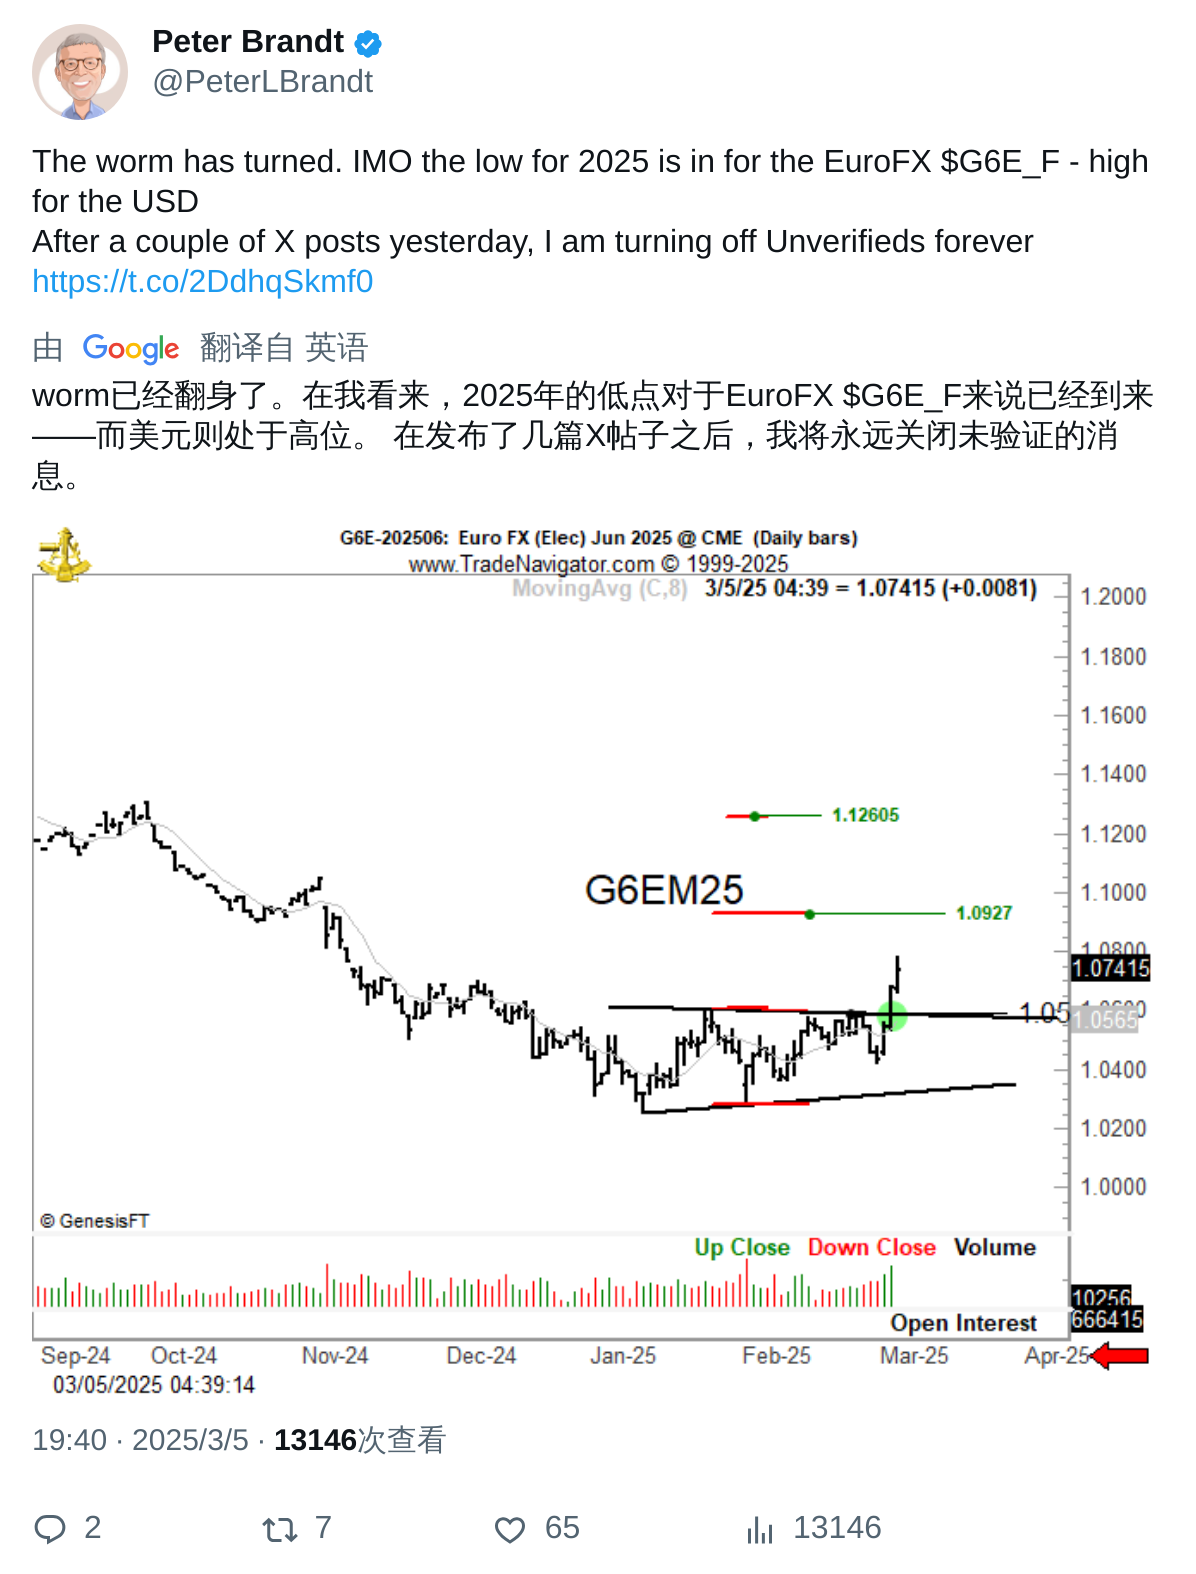 Peter Brandt
@PeterLBrandt
The worm has turned. IMO the low for 2025 is in for the EuroFX $G6E_F - high
for the USD
After a couple of X posts yesterday, I am turning off Unverifieds forever
https://t.co/2DdhqSkmf0
由 Google 翻译自 英语
worm已经翻身了。在我看来，2025年的低点对于EuroFX $G6E_F来说已经到来
——而美元则处于高位。 在发布了几篇X帖子之后，我将永远关闭未验证的消
息。
G6E-202506: Euro FX (Elec) Jun 2025 @ CME (Daily bars)
www.TradeNavigator.com © 1999-2025
MovingAvg (C,8) 3/5/25 04:39 = 1.07415 (+0.0081)
1.2000
1.1800
1.1600
1.1400
1.12605
1.1200
G6EM25
1.1000
1.0927
1.0800
1.07415
1.05
1.0565
1.0400
1.0200
1.0000
© GenesisFT
Up Close Down Close Volume
10256
Open Interest
666415
Sep-24 Oct-24 Nov-24 Dec-24 Jan-25 Feb-25 Mar-25 Apr-25
03/05/2025 04:39:14
19:40 · 2025/3/5 · 13146次查看
2 7 65 13146